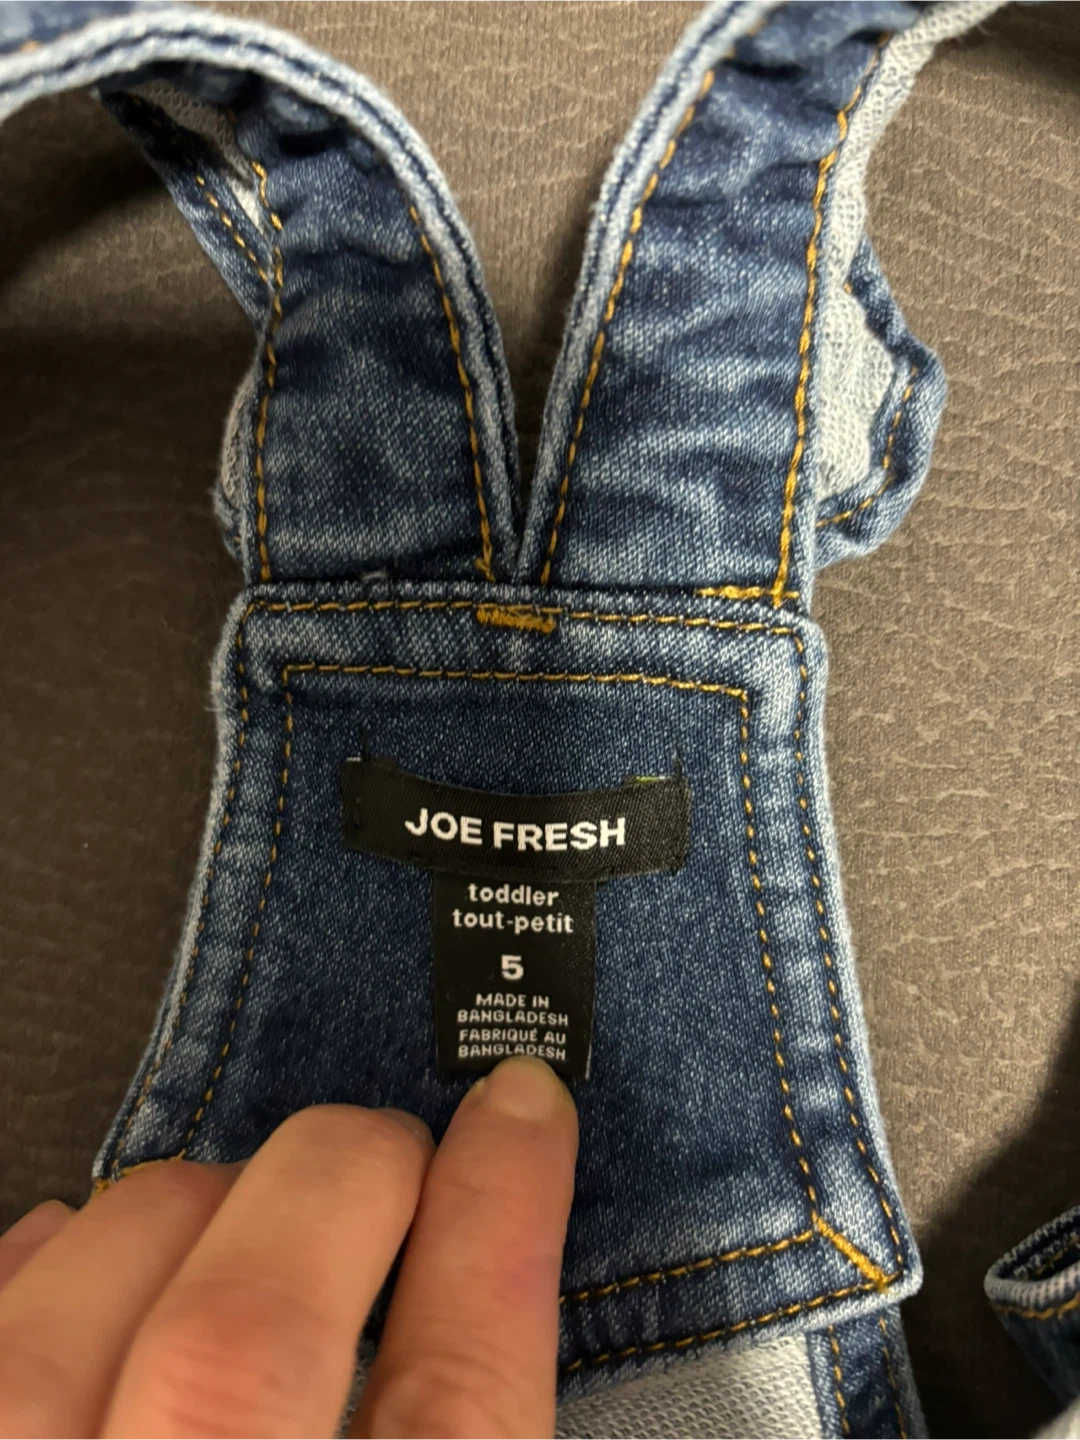 JOE FRESH
toddler
tout-petit
5
MADE IN
BANGLADESH
FABRIQUÉ AU
BANGLADESH